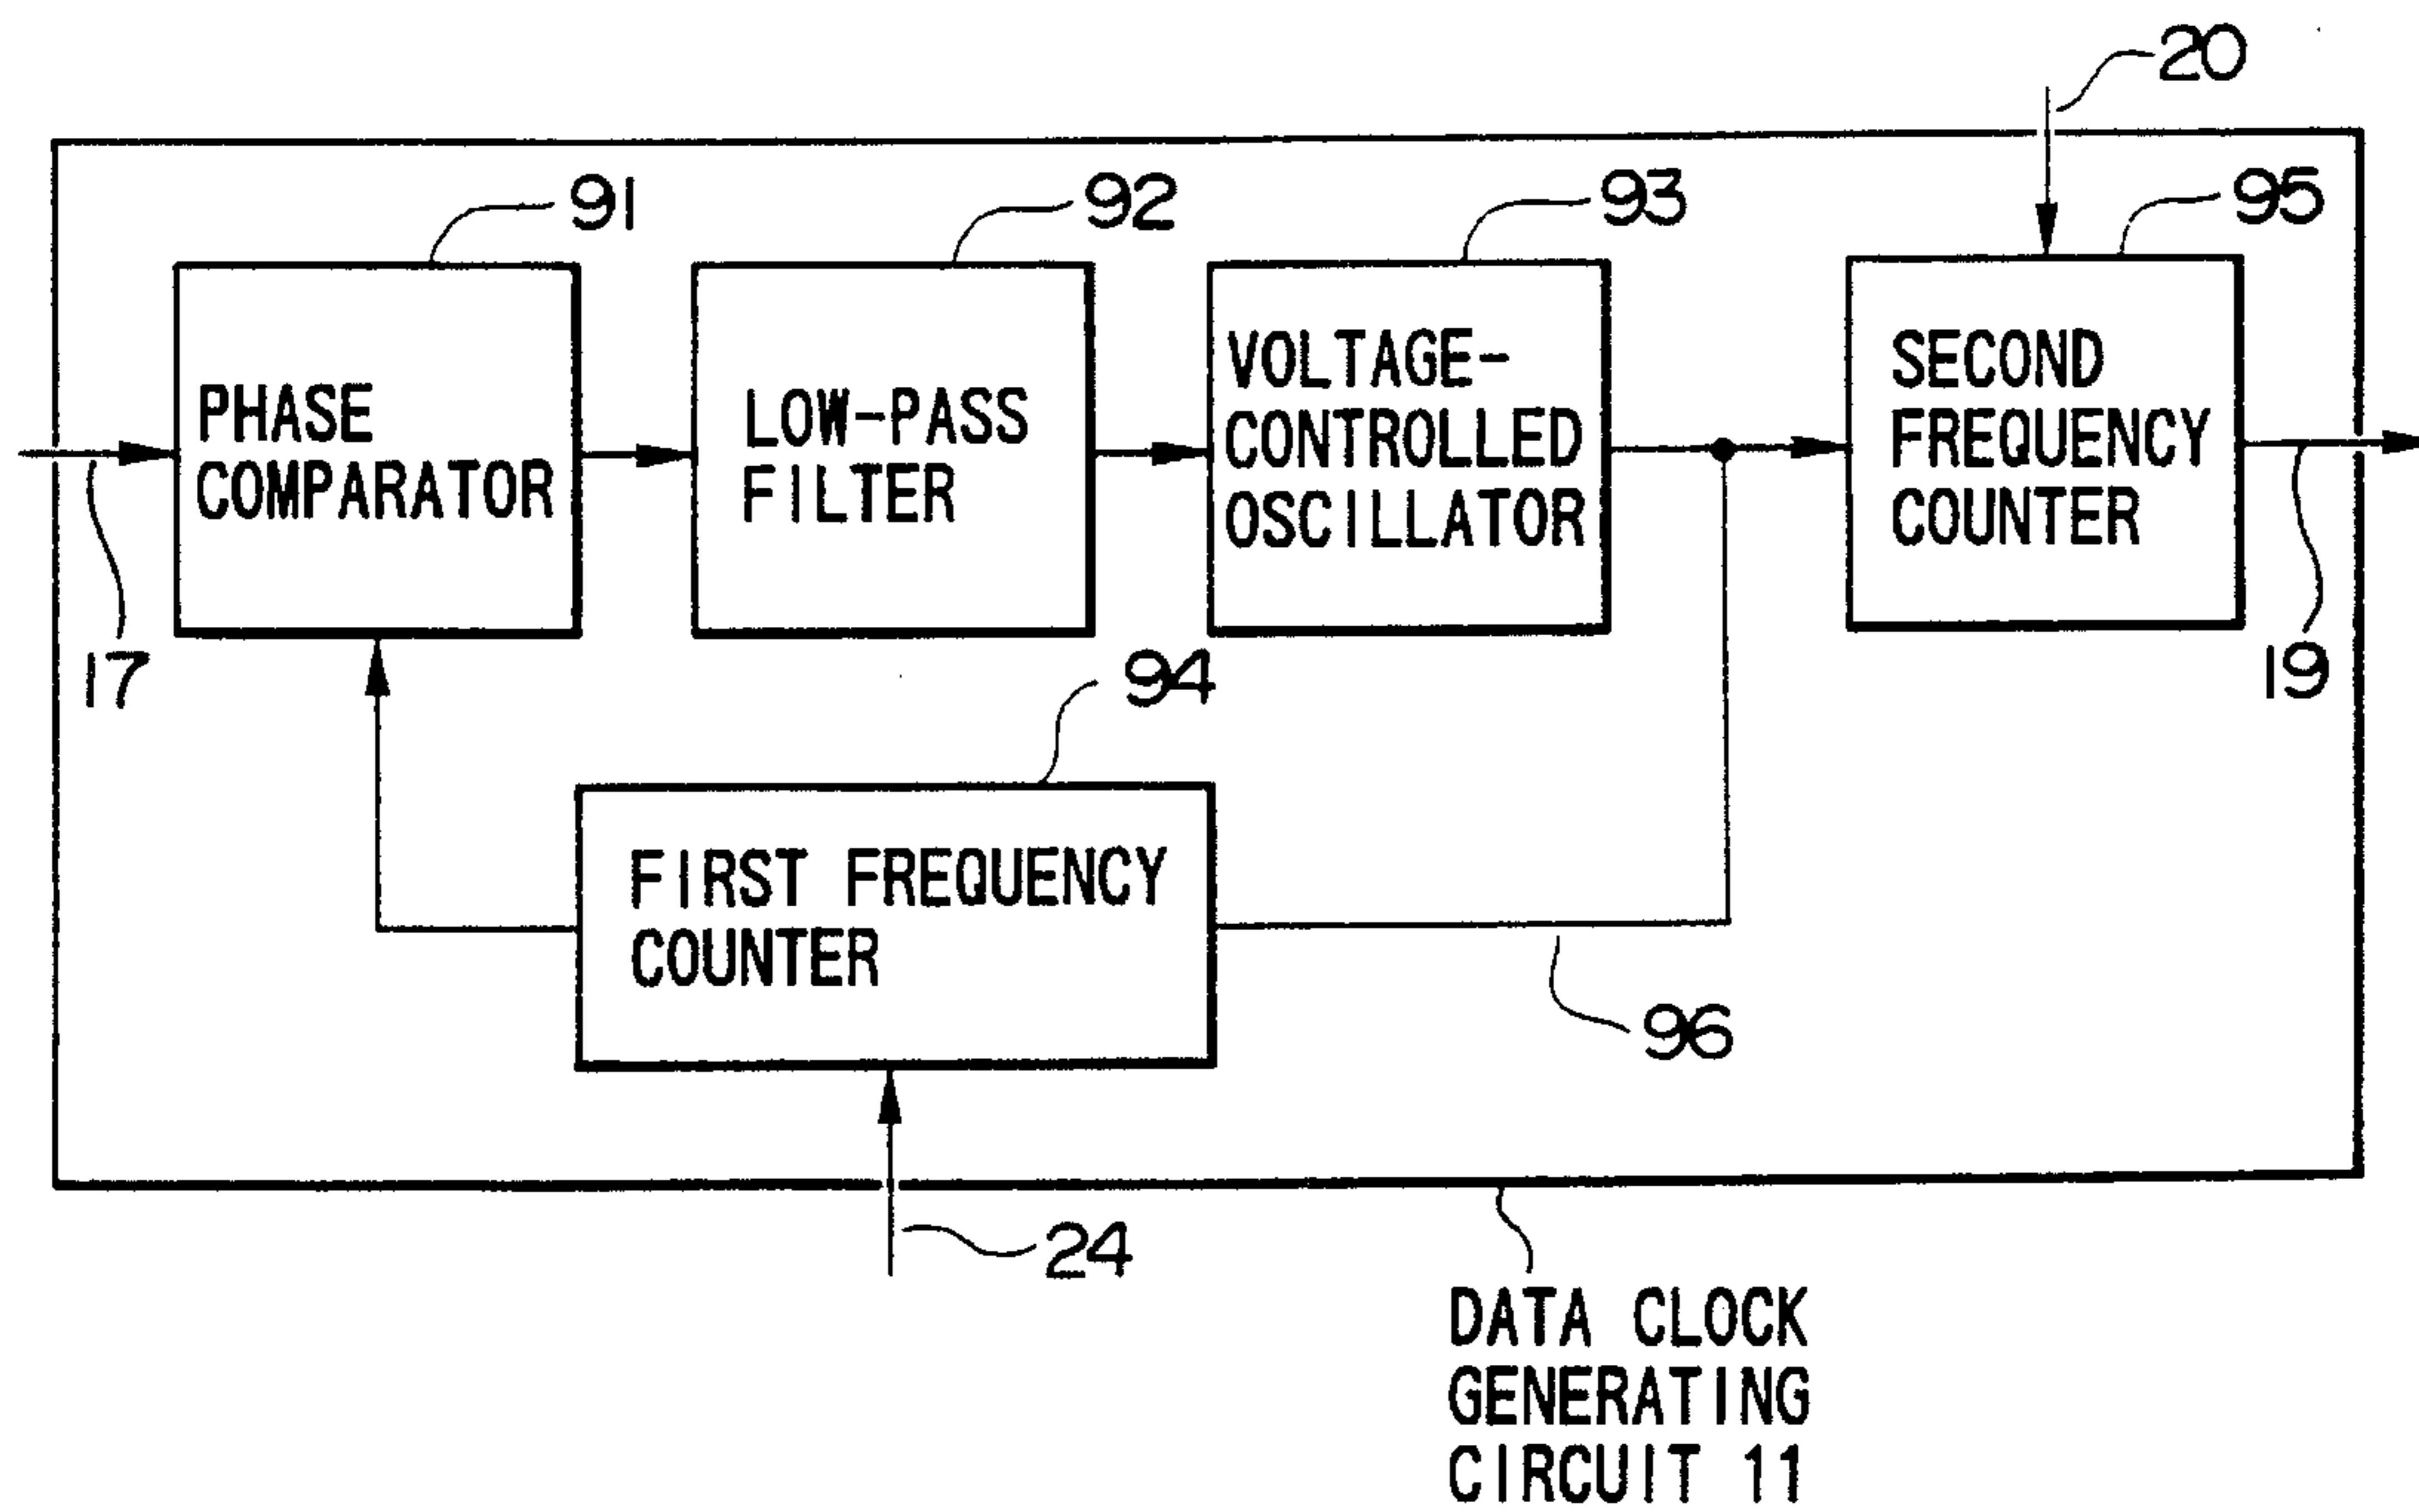 20
91
92
93
95
PHASE
COMPARATOR
LOW-PASS
FILTER
VOLTAGE-
CONTROLLED
OSCILLATOR
SECOND
FREQUENCY
COUNTER
17
94
19
FIRST FREQUENCY
COUNTER
96
24
DATA CLOCK
GENERATING
CIRCUIT 11